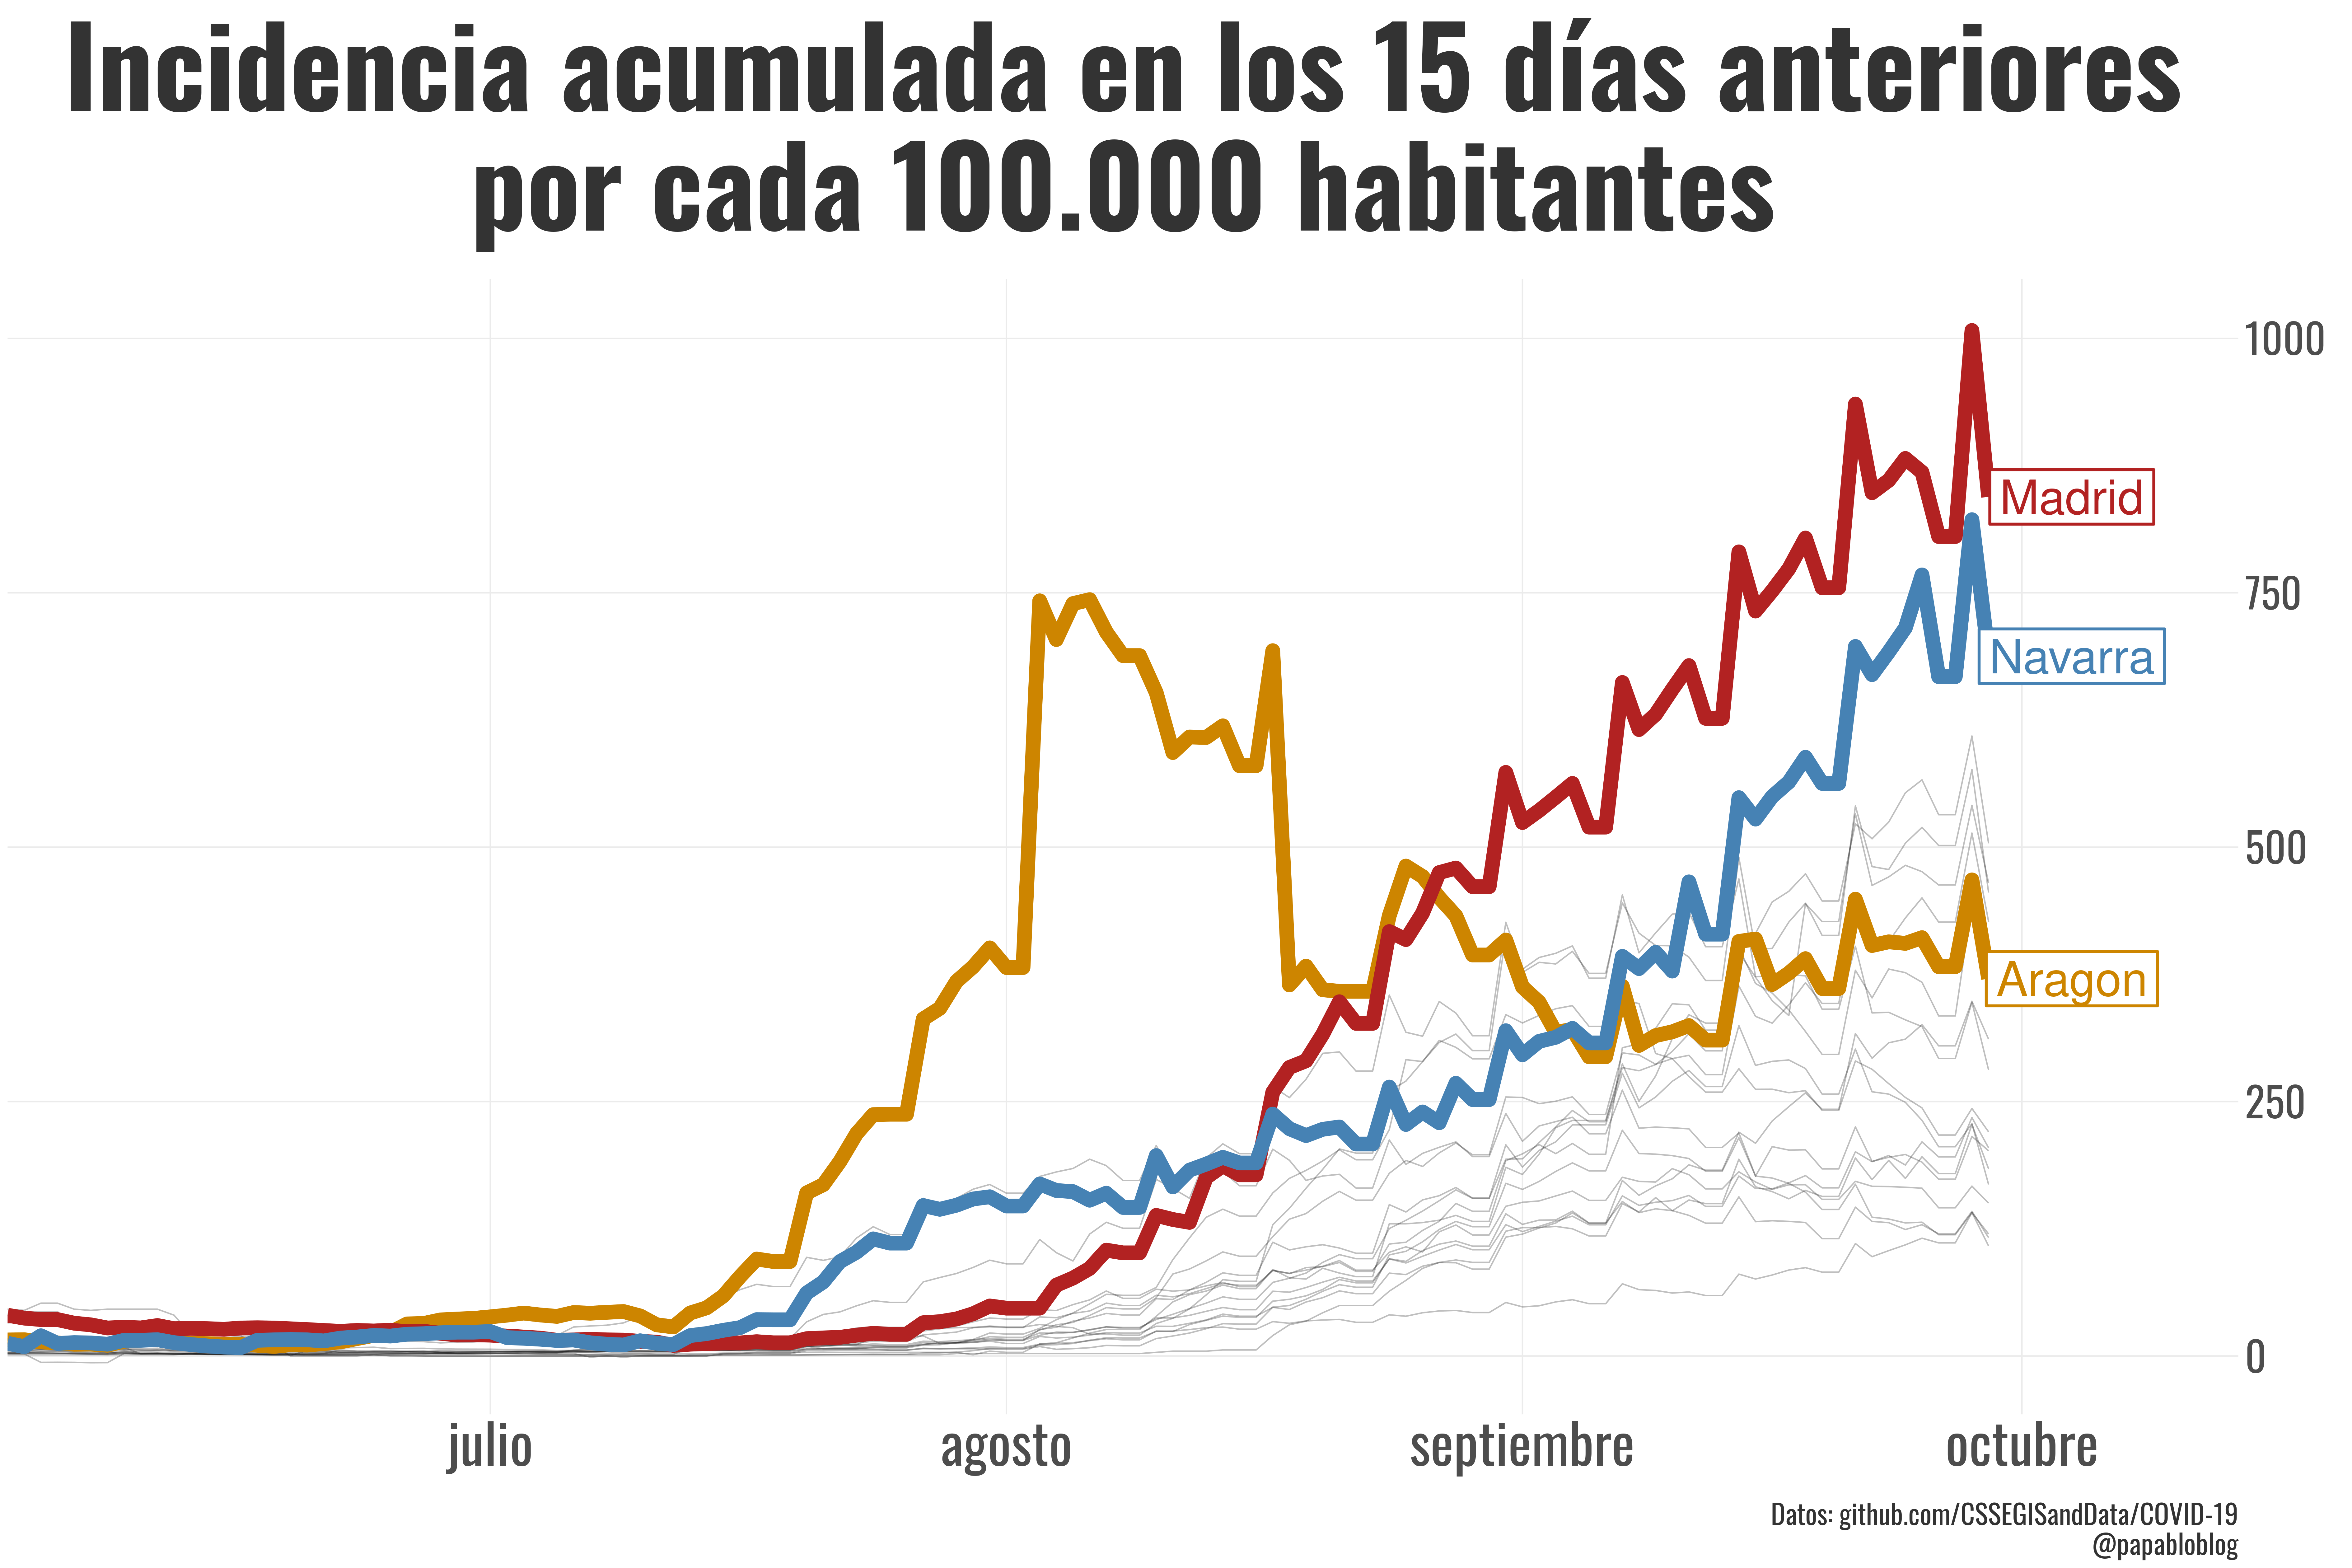 Incidencia acumulada en los 15 días anteriores
por cada 100.000 habitantes
1000
Madrid
750
Navarra
500
Aragon
250
0
julio agosto septiembre octubre
Datos: github.com/CSSEGISandData/COVID-19
@papabloblog